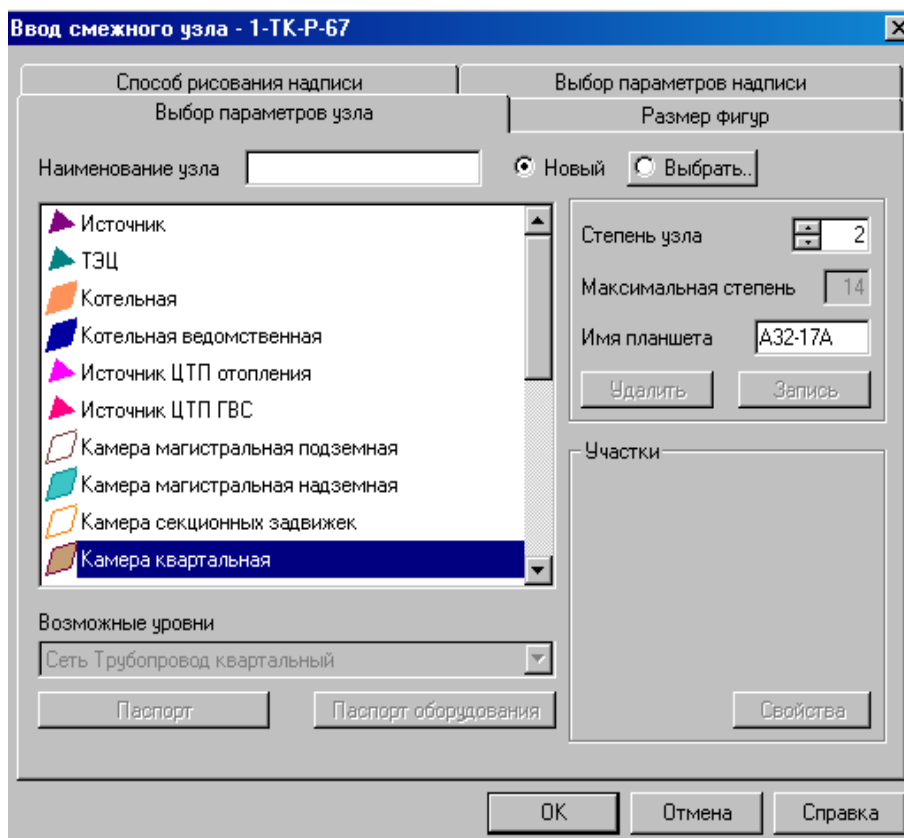 Ввод смежного узла - 1-ТК-Р-67
Способ рисования надписи
Выбор параметров надписи
Выбор параметров узла
Размер фигур
Наименование узла
Новый
Выбрать..
Источник
ТЭЦ
Котельная
Котельная ведомственная
Источник ЦТП отопления
Источник ЦТП ГВС
Камера магистральная подземная
Камера магистральная надземная
Камера секционных задвижек
Камера квартальная
Степень узла 2
Максимальная степень 14
Имя планшета А32-17А
Удалить
Запись
Участки
Возможные уровни
Сеть Трубопровод квартальный
Паспорт
Паспорт оборудования
Свойства
OK
Отмена
Справка